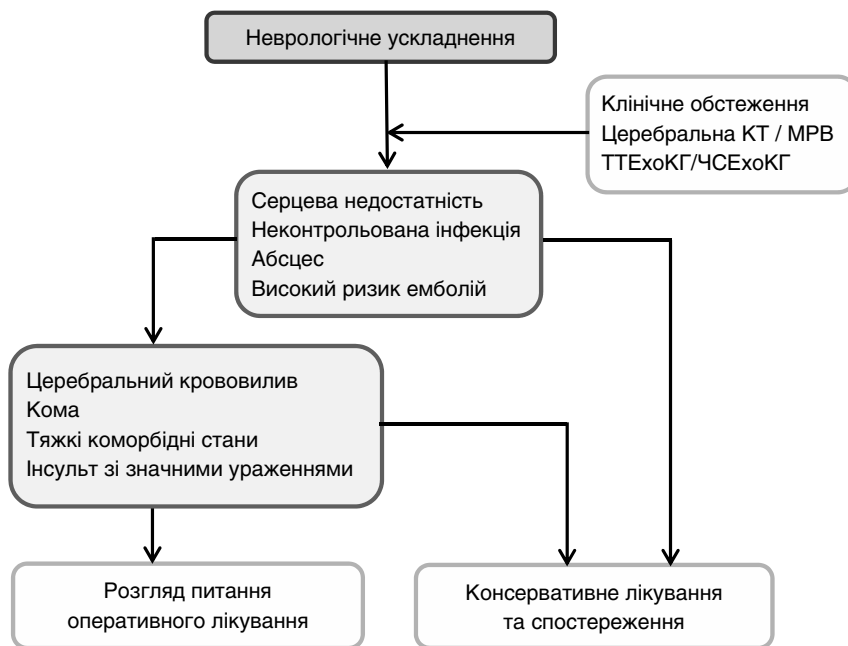 Неврологічне ускладнення
Клінічне обстеження
Церебральна КТ / МРВ
ТТЕхоКГ/ЧСЕхоКГ
Серцева недостатність
Неконтрольована інфекція
Абсцес
Високий ризик емболій
Церебральний крововилив
Кома
Тяжкі коморбідні стани
Інсульт зі значними ураженнями
Розгляд питання
оперативного лікування
Консервативне лікування
та спостереження